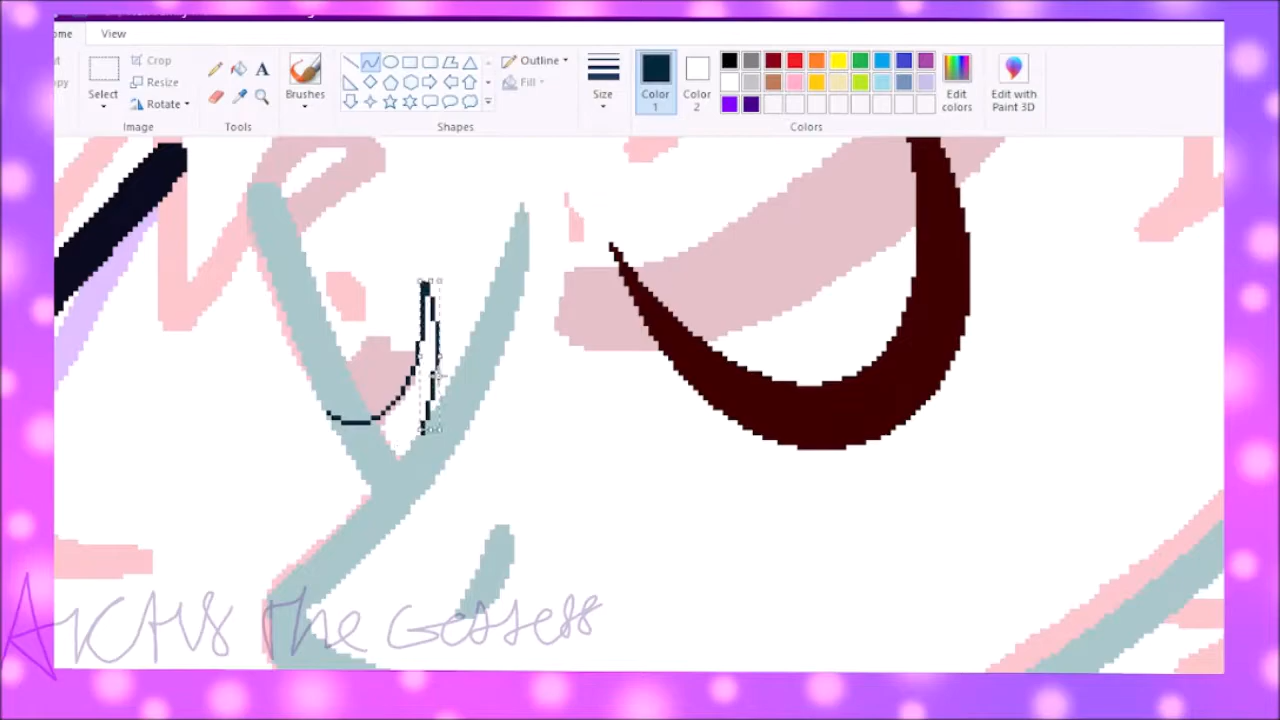 ome View
Crop
Resize
Rotate
Select
Image
Tools
Brushes
Outline
Fill
Shapes
Size
Color 1
Color 2
Edit colors
Edit with Paint 3D
Colors